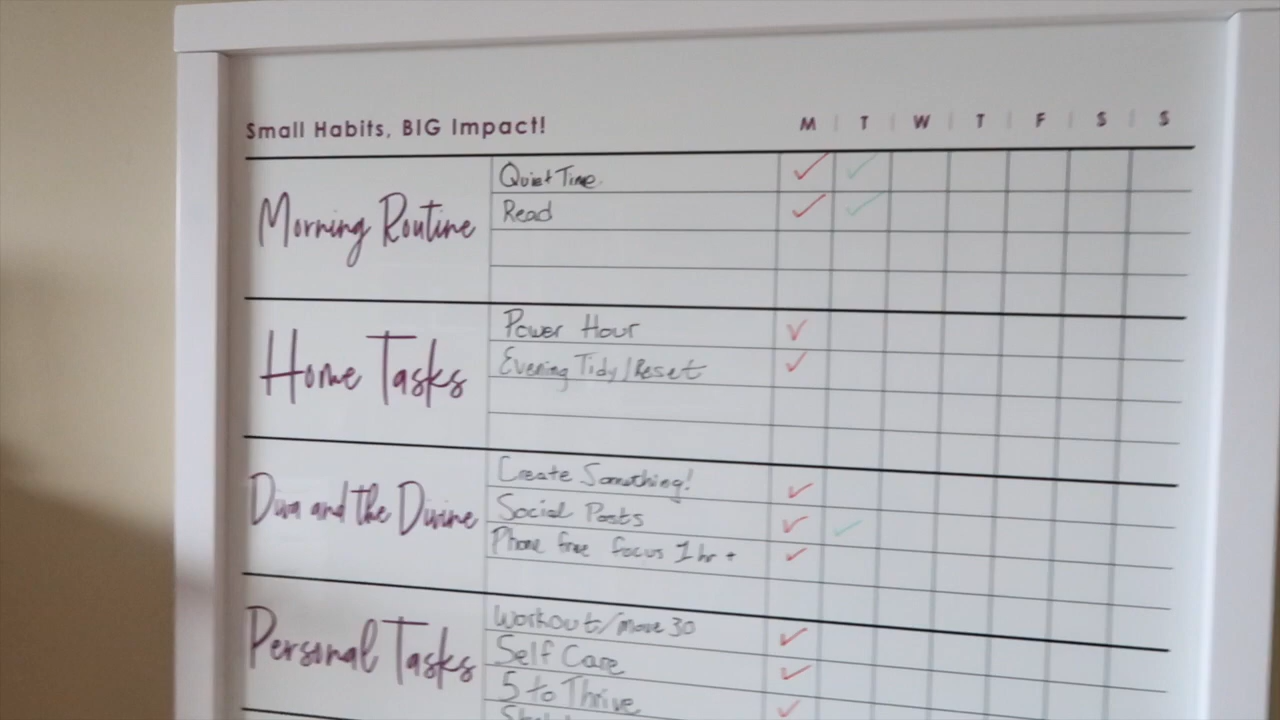 Small Habits, BIG Impact! M | T | W | T | F | S | S
Morning Routine
Quiet Time.
Read
Home Tasks
Power Hour
Evening Tidy/Reset
Diva and the Divine
Create Something!
Social Posts
Phone free focus 1 hr +
Personal Tasks
Workout/move 30
Self Care
5 to Thrive